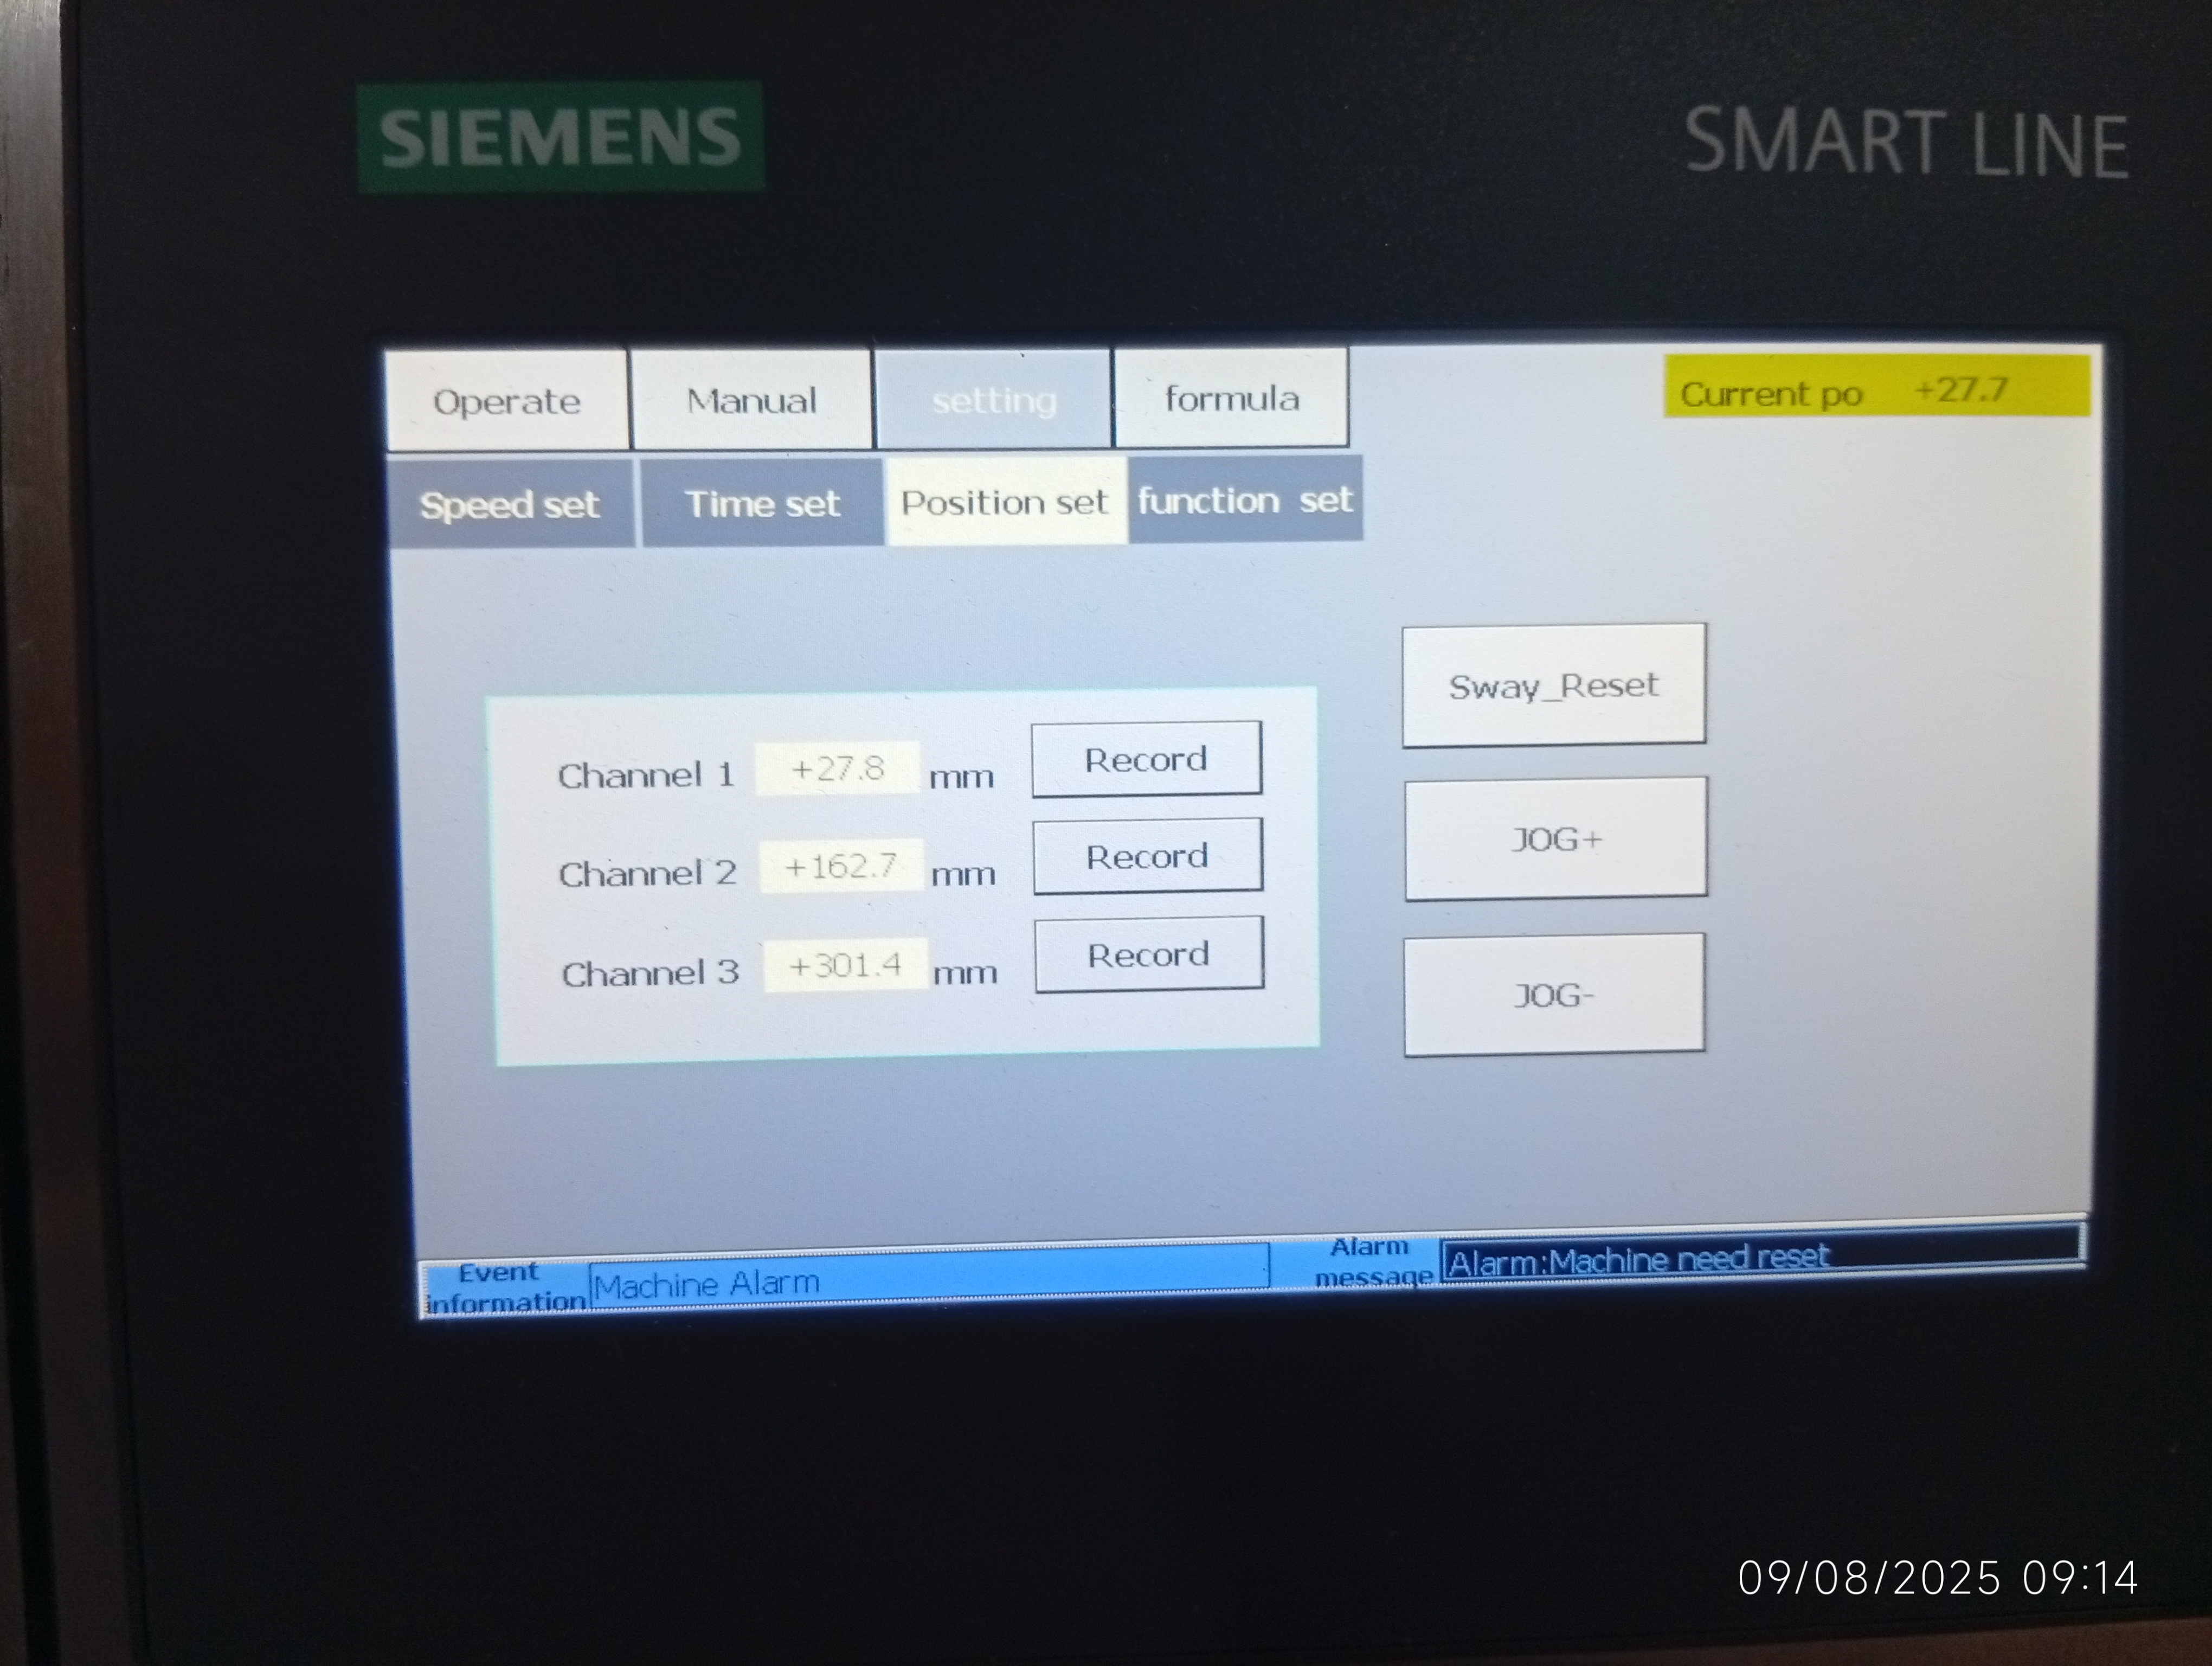 SIEMENS
SMART LINE
Operate
Manual
setting
formula
Current po +27.7
Speed set
Time set
Position set
function set
Channel 1 +27.8 mm Record
Channel 2 +162.7 mm Record
Channel 3 +301.4 mm Record
Sway_Reset
JOG+
JOG-
Event
information
Machine Alarm
Alarm
message
Alarm:Machine need reset
09/08/2025 09:14